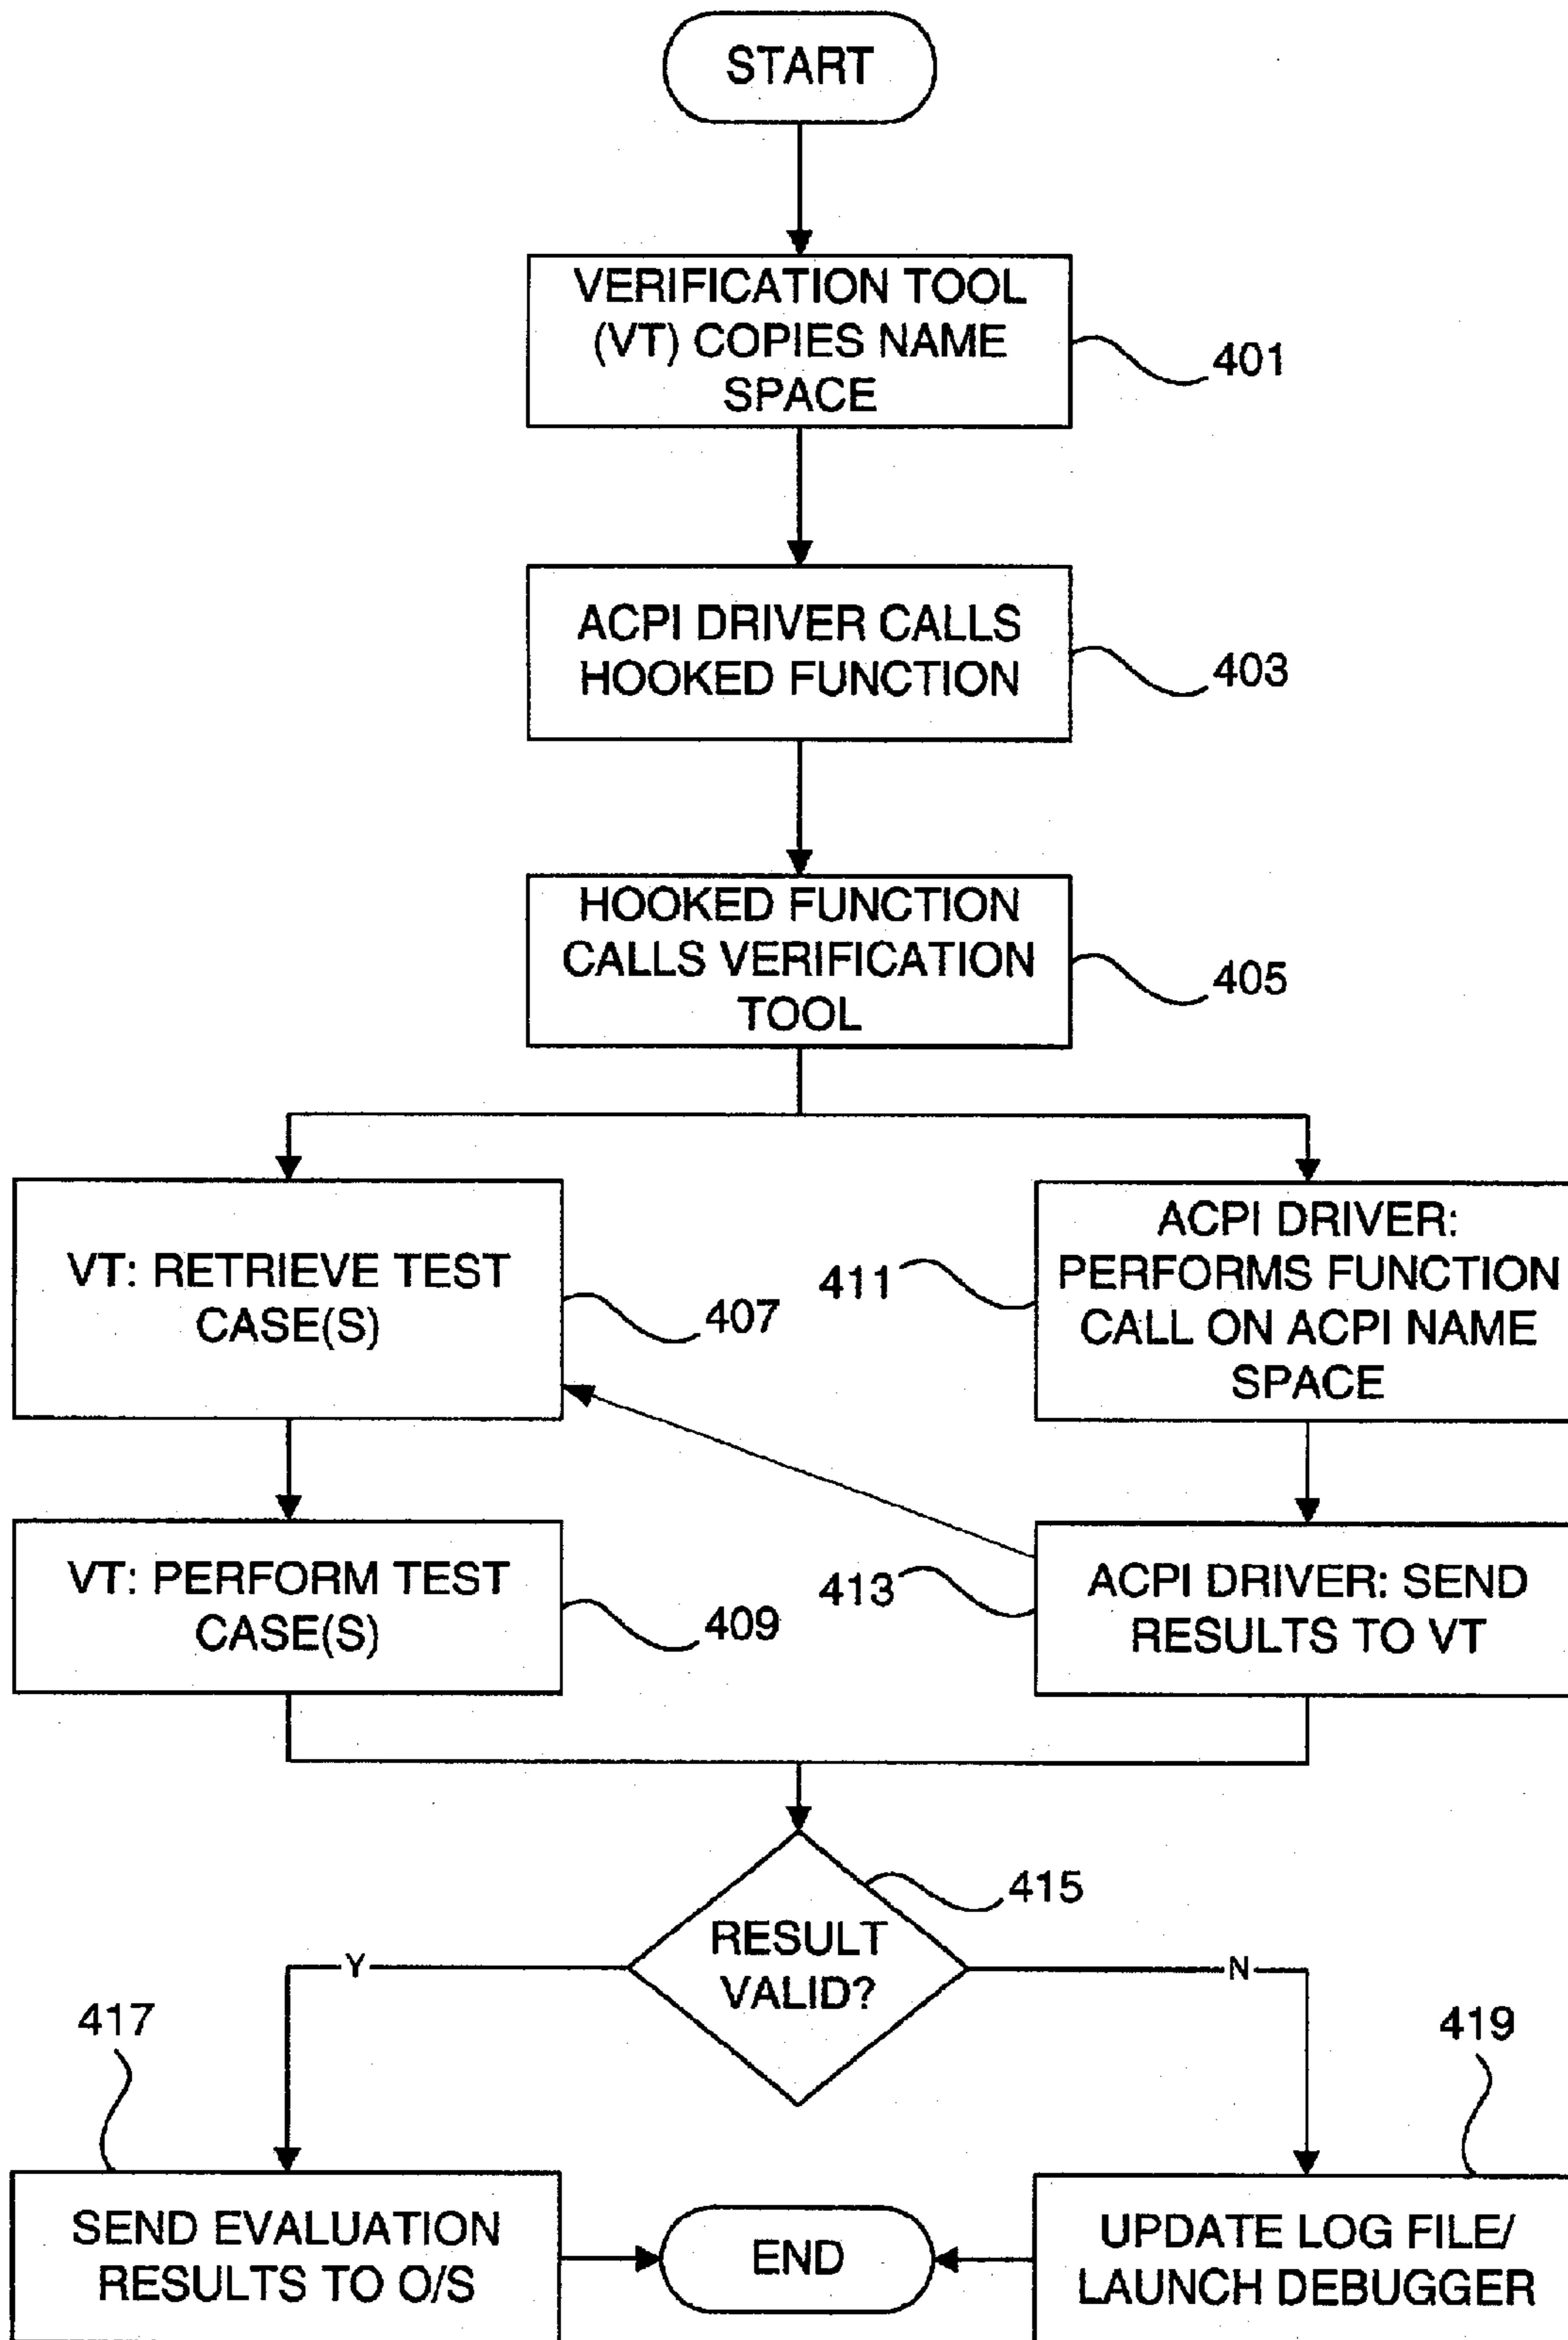 START
VERIFICATION TOOL
(VT) COPIES NAME
SPACE
401
ACPI DRIVER CALLS
HOOKED FUNCTION
403
HOOKED FUNCTION
CALLS VERIFICATION
TOOL
405
VT: RETRIEVE TEST
CASE(S)
407
411
ACPI DRIVER:
PERFORMS FUNCTION
CALL ON ACPI NAME
SPACE
VT: PERFORM TEST
CASE(S)
409
413
ACPI DRIVER: SEND
RESULTS TO VT
415
RESULT
VALID?
Y
N
417
419
SEND EVALUATION
RESULTS TO O/S
END
UPDATE LOG FILE/
LAUNCH DEBUGGER